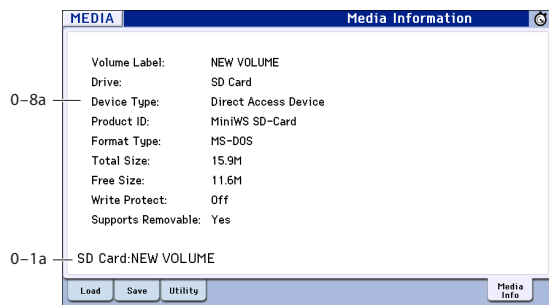 MEDIA Media Information
Volume Label: NEW VOLUME
Drive: SD Card
0–8a Device Type: Direct Access Device
Product ID: MiniWS SD-Card
Format Type: MS-DOS
Total Size: 15.9M
Free Size: 11.6M
Write Protect: Off
Supports Removable: Yes
0–1a SD Card:NEW VOLUME
Load Save Utility Media Info